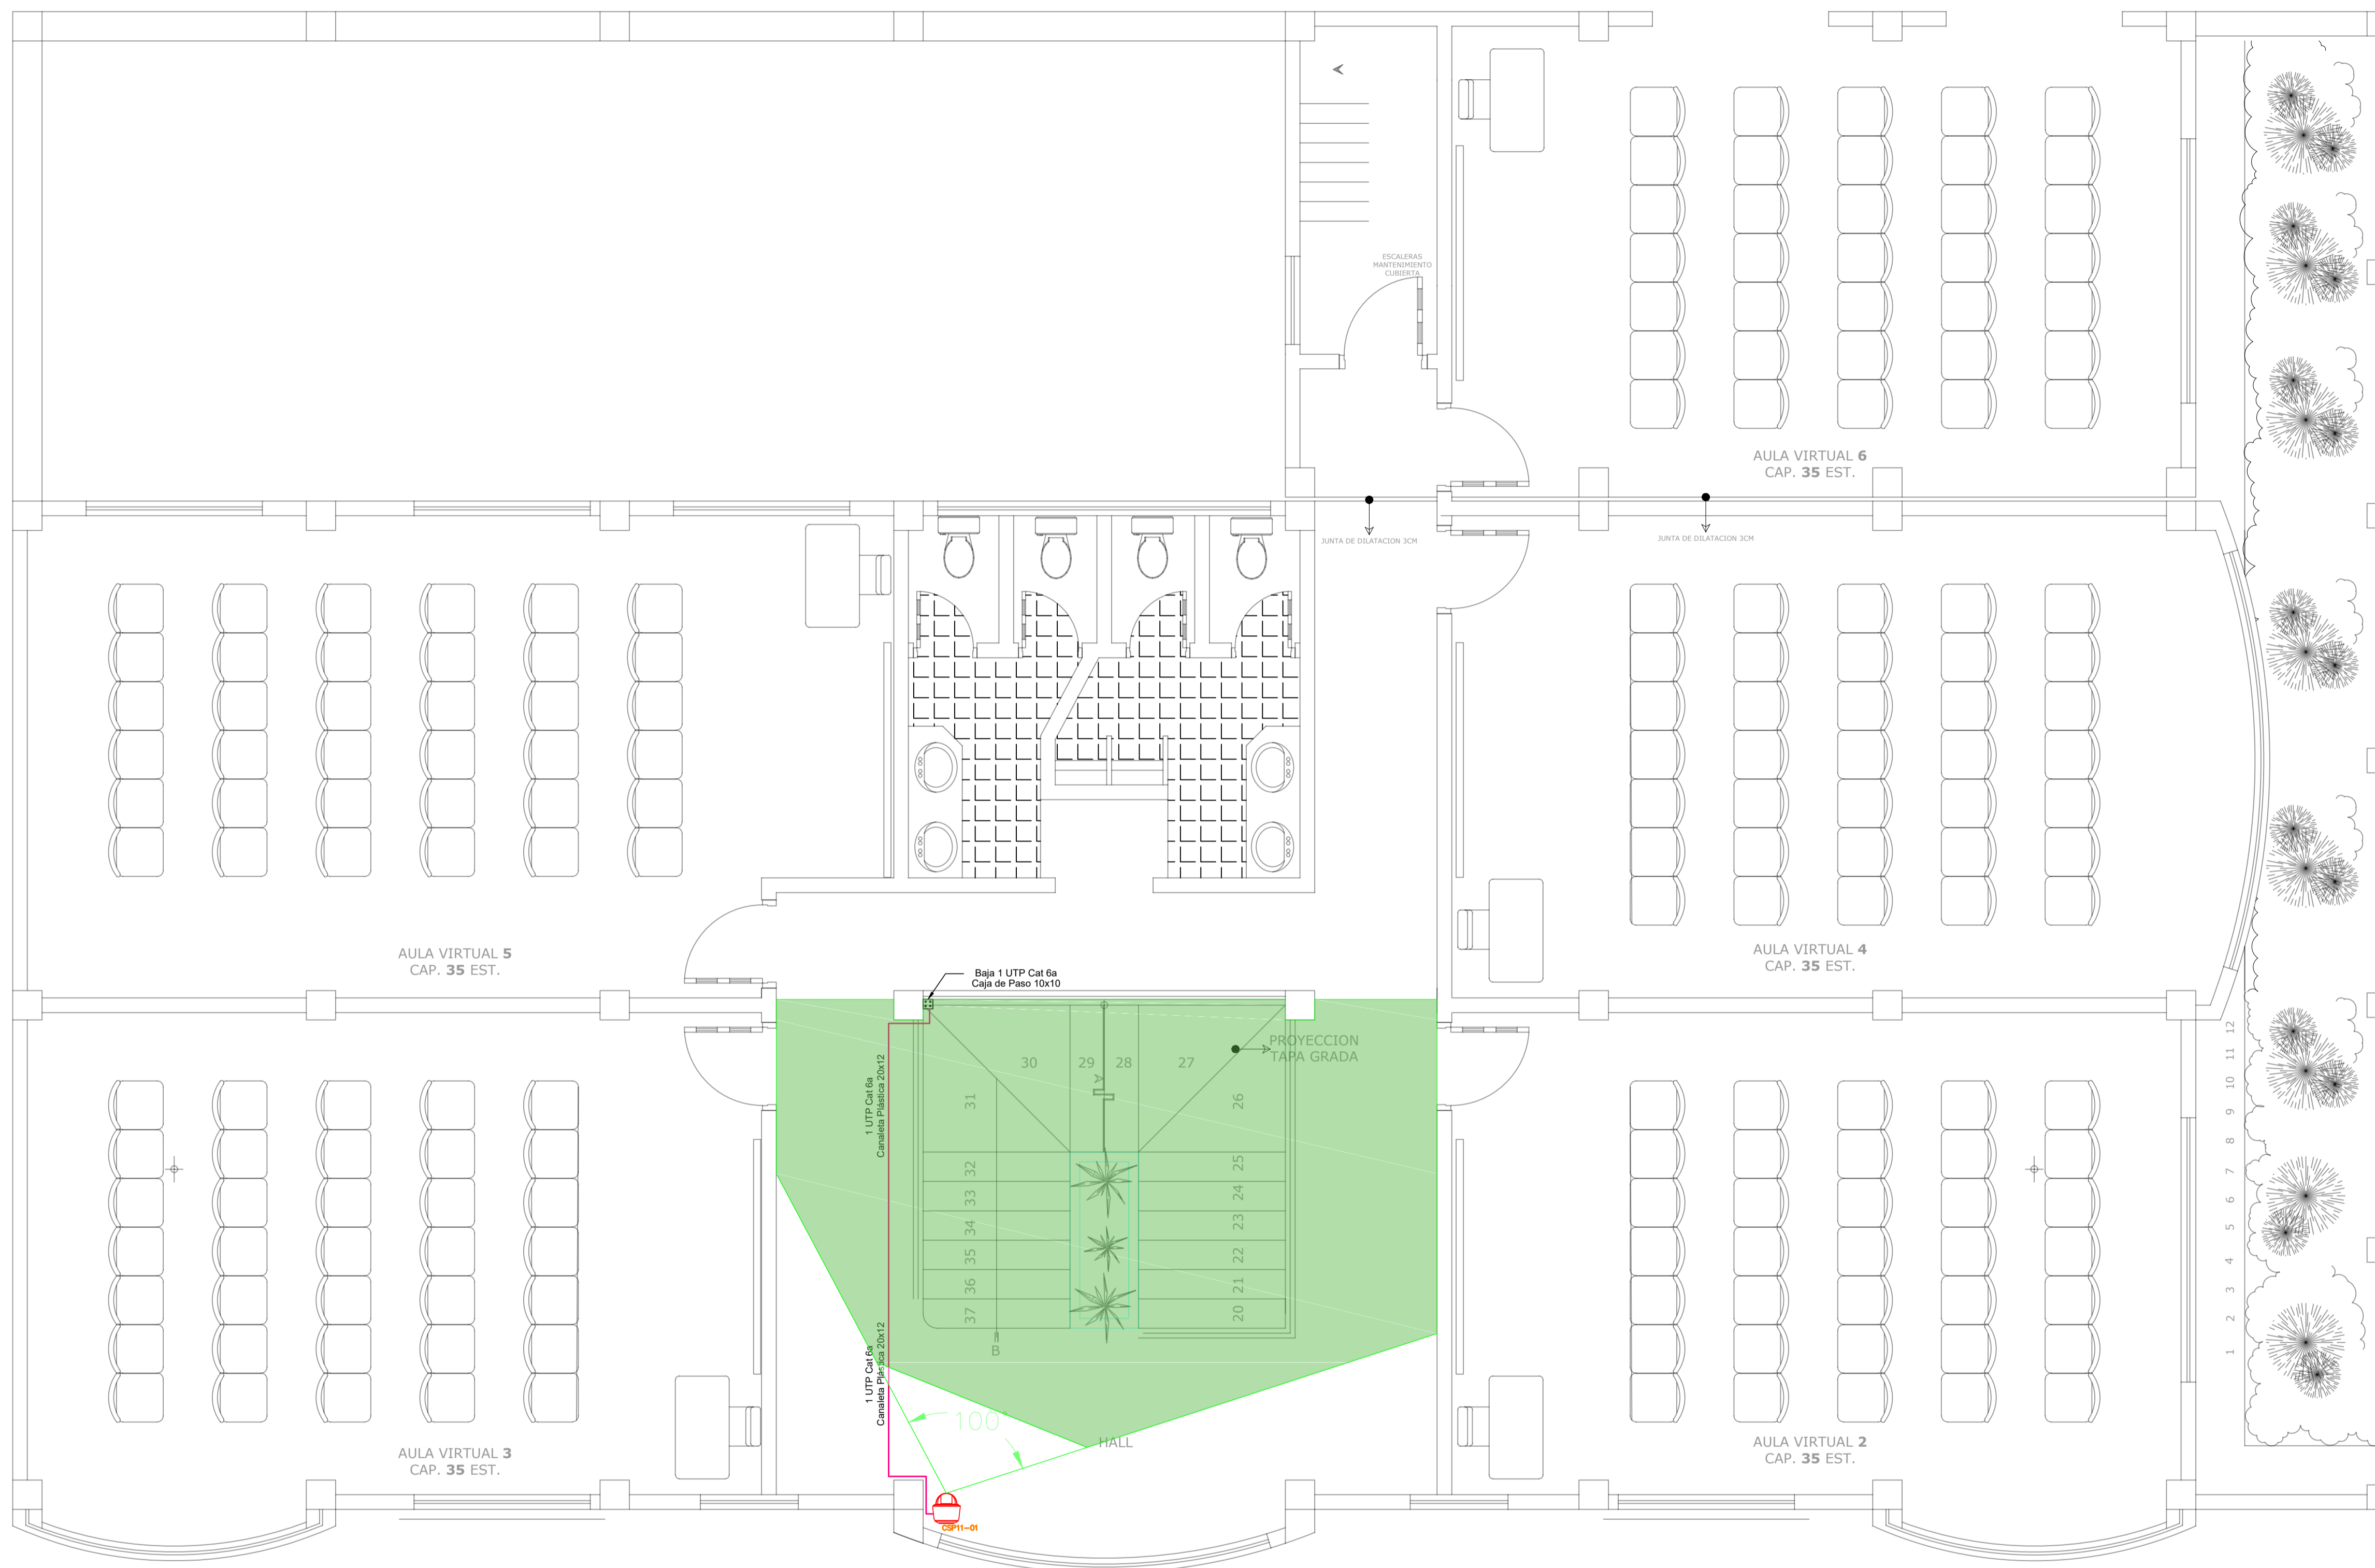 ESCALERAS
MANTENIMIENTO
CUBIERTA
AULA VIRTUAL 6
CAP. 35 EST.
JUNTA DE DILATACION 3CM
JUNTA DE DILATACION 3CM
AULA VIRTUAL 5
CAP. 35 EST.
AULA VIRTUAL 4
CAP. 35 EST.
Baja 1 UTP Cat 6a
Caja de Paso 10x10
PROYECCION
TAPA GRADA
30
29
28
27
A
31
26
1 UTP Cat 6a
Canaleta Plástica 20x12
32
33
34
35
36
37
25
24
23
22
21
20
B
1 UTP Cat 6a
Canaleta Plástica 20x12
100°
HALL
AULA VIRTUAL 3
CAP. 35 EST.
AULA VIRTUAL 2
CAP. 35 EST.
12
11
10
9
8
7
6
5
4
3
2
1
CSP11-01